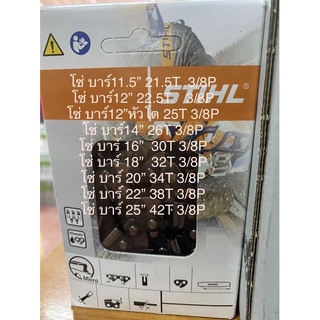 STIHL
โซ่ บาร์11.5” 21.5T 3/8P
โซ่ บาร์12” 22.5T 3/8P
โซ่ บาร์12"หัวโต 25T 3/8P
โซ่ บาร์14” 26T 3/8P
โซ่ บาร์ 16” 30T 3/8P
โซ่ บาร์ 18” 32T 3/8P
โซ่ บาร์ 20” 34T 3/8P
โซ่ บาร์ 22” 38T 3/8P
โซ่ บาร์ 25” 42T 3/8P
Micro